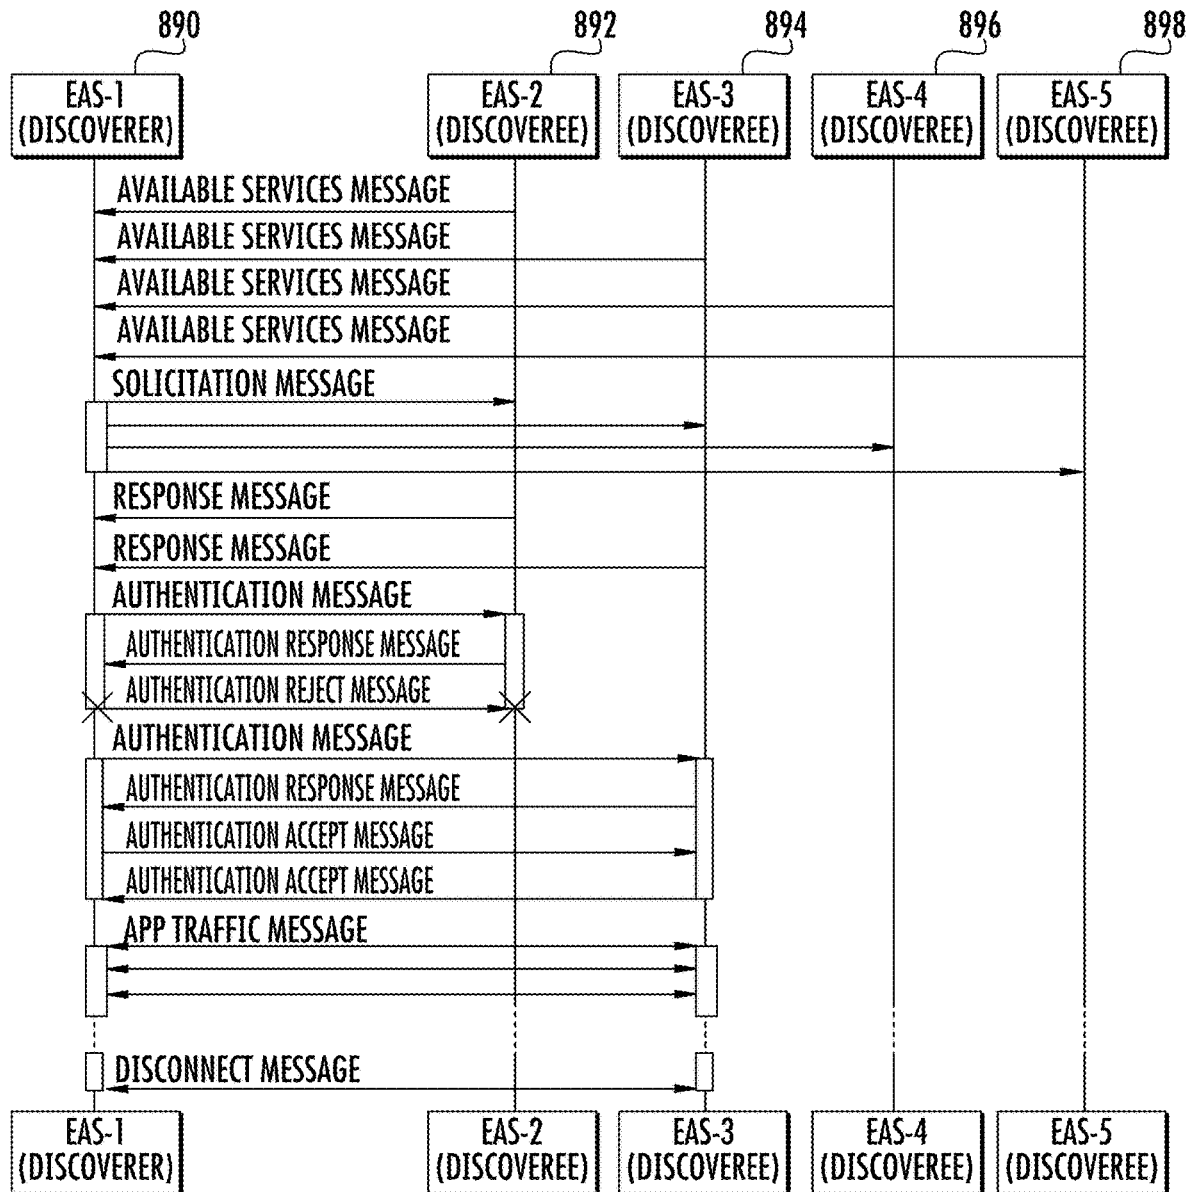 890
892
894
896
898
EAS-1
(DISCOVERER)
EAS-2
(DISCOVEREE)
EAS-3
(DISCOVEREE)
EAS-4
(DISCOVEREE)
EAS-5
(DISCOVEREE)
AVAILABLE SERVICES MESSAGE
AVAILABLE SERVICES MESSAGE
AVAILABLE SERVICES MESSAGE
AVAILABLE SERVICES MESSAGE
SOLICITATION MESSAGE
RESPONSE MESSAGE
RESPONSE MESSAGE
AUTHENTICATION MESSAGE
AUTHENTICATION RESPONSE MESSAGE
AUTHENTICATION REJECT MESSAGE
AUTHENTICATION MESSAGE
AUTHENTICATION RESPONSE MESSAGE
AUTHENTICATION ACCEPT MESSAGE
AUTHENTICATION ACCEPT MESSAGE
APP TRAFFIC MESSAGE
DISCONNECT MESSAGE
EAS-1
(DISCOVERER)
EAS-2
(DISCOVEREE)
EAS-3
(DISCOVEREE)
EAS-4
(DISCOVEREE)
EAS-5
(DISCOVEREE)